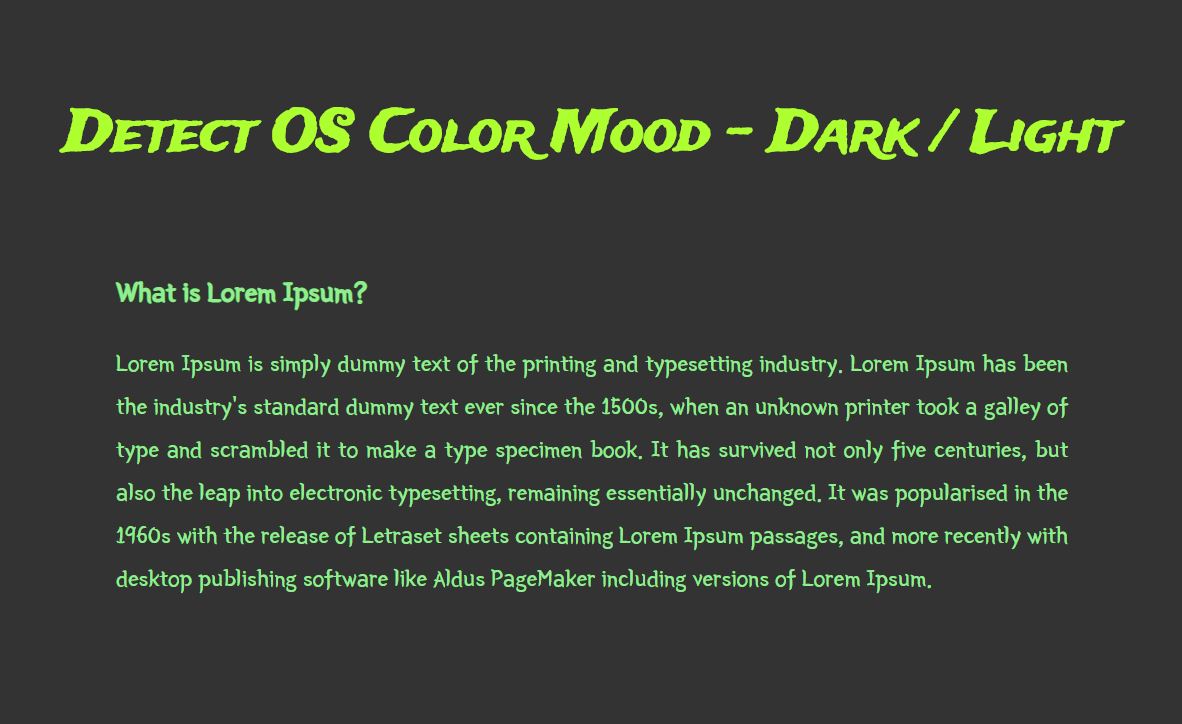 Detect OS Color Mood - Dark / Light
What is Lorem Ipsum?
Lorem Ipsum is simply dummy text of the printing and typesetting industry. Lorem Ipsum has been
the industry's standard dummy text ever since the 1500s, when an unknown printer took a galley of
type and scrambled it to make a type specimen book. It has survived not only five centuries, but
also the leap into electronic typesetting, remaining essentially unchanged. It was popularised in the
1960s with the release of Letraset sheets containing Lorem Ipsum passages, and more recently with
desktop publishing software like Aldus PageMaker including versions of Lorem Ipsum.